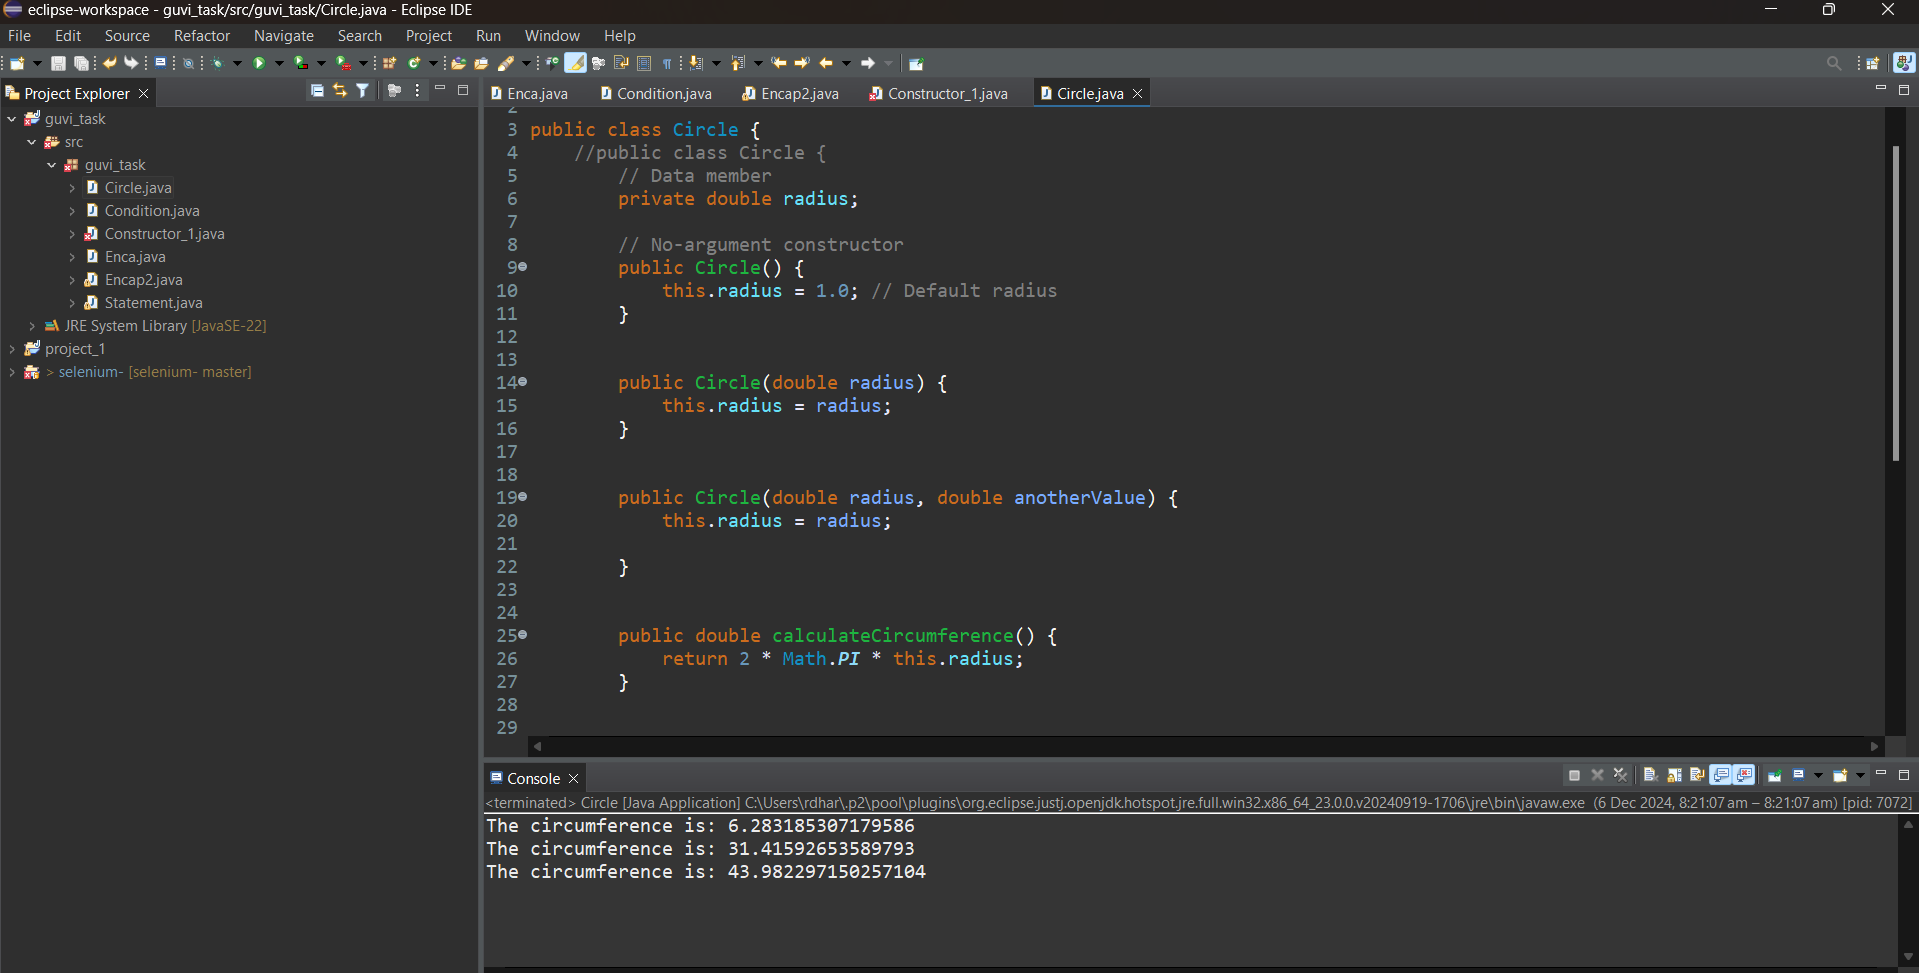 eclipse-workspace - guvi_task/src/guvi_task/Circle.java - Eclipse IDE
File Edit Source Refactor Navigate Search Project Run Window Help
Project Explorer
guvi_task
src
guvi_task
Circle.java
Condition.java
Constructor_1.java
Enca.java
Encap2.java
Statement.java
JRE System Library [JavaSE-22]
project_1
> selenium- [selenium- master]
Enca.java Condition.java Encap2.java Constructor_1.java Circle.java
2
3 public class Circle {
4 //public class Circle {
5 // Data member
6 private double radius;
7
8 // No-argument constructor
9 public Circle() {
10 this.radius = 1.0; // Default radius
11 }
12
13
14 public Circle(double radius) {
15 this.radius = radius;
16 }
17
18
19 public Circle(double radius, double anotherValue) {
20 this.radius = radius;
21
22 }
23
24
25 public double calculateCircumference() {
26 return 2 * Math.PI * this.radius;
27 }
28
29
Console
<terminated> Circle [Java Application] C:\Users\rdhar\.p2\pool\plugins\org.eclipse.justj.openjdk.hotspot.jre.full.win32.x86_64_23.0.0.v20240919-1706\jre\bin\javaw.exe (6 Dec 2024, 8:21:07 am – 8:21:07 am) [pid: 7072]
The circumference is: 6.283185307179586
The circumference is: 31.41592653589793
The circumference is: 43.982297150257104